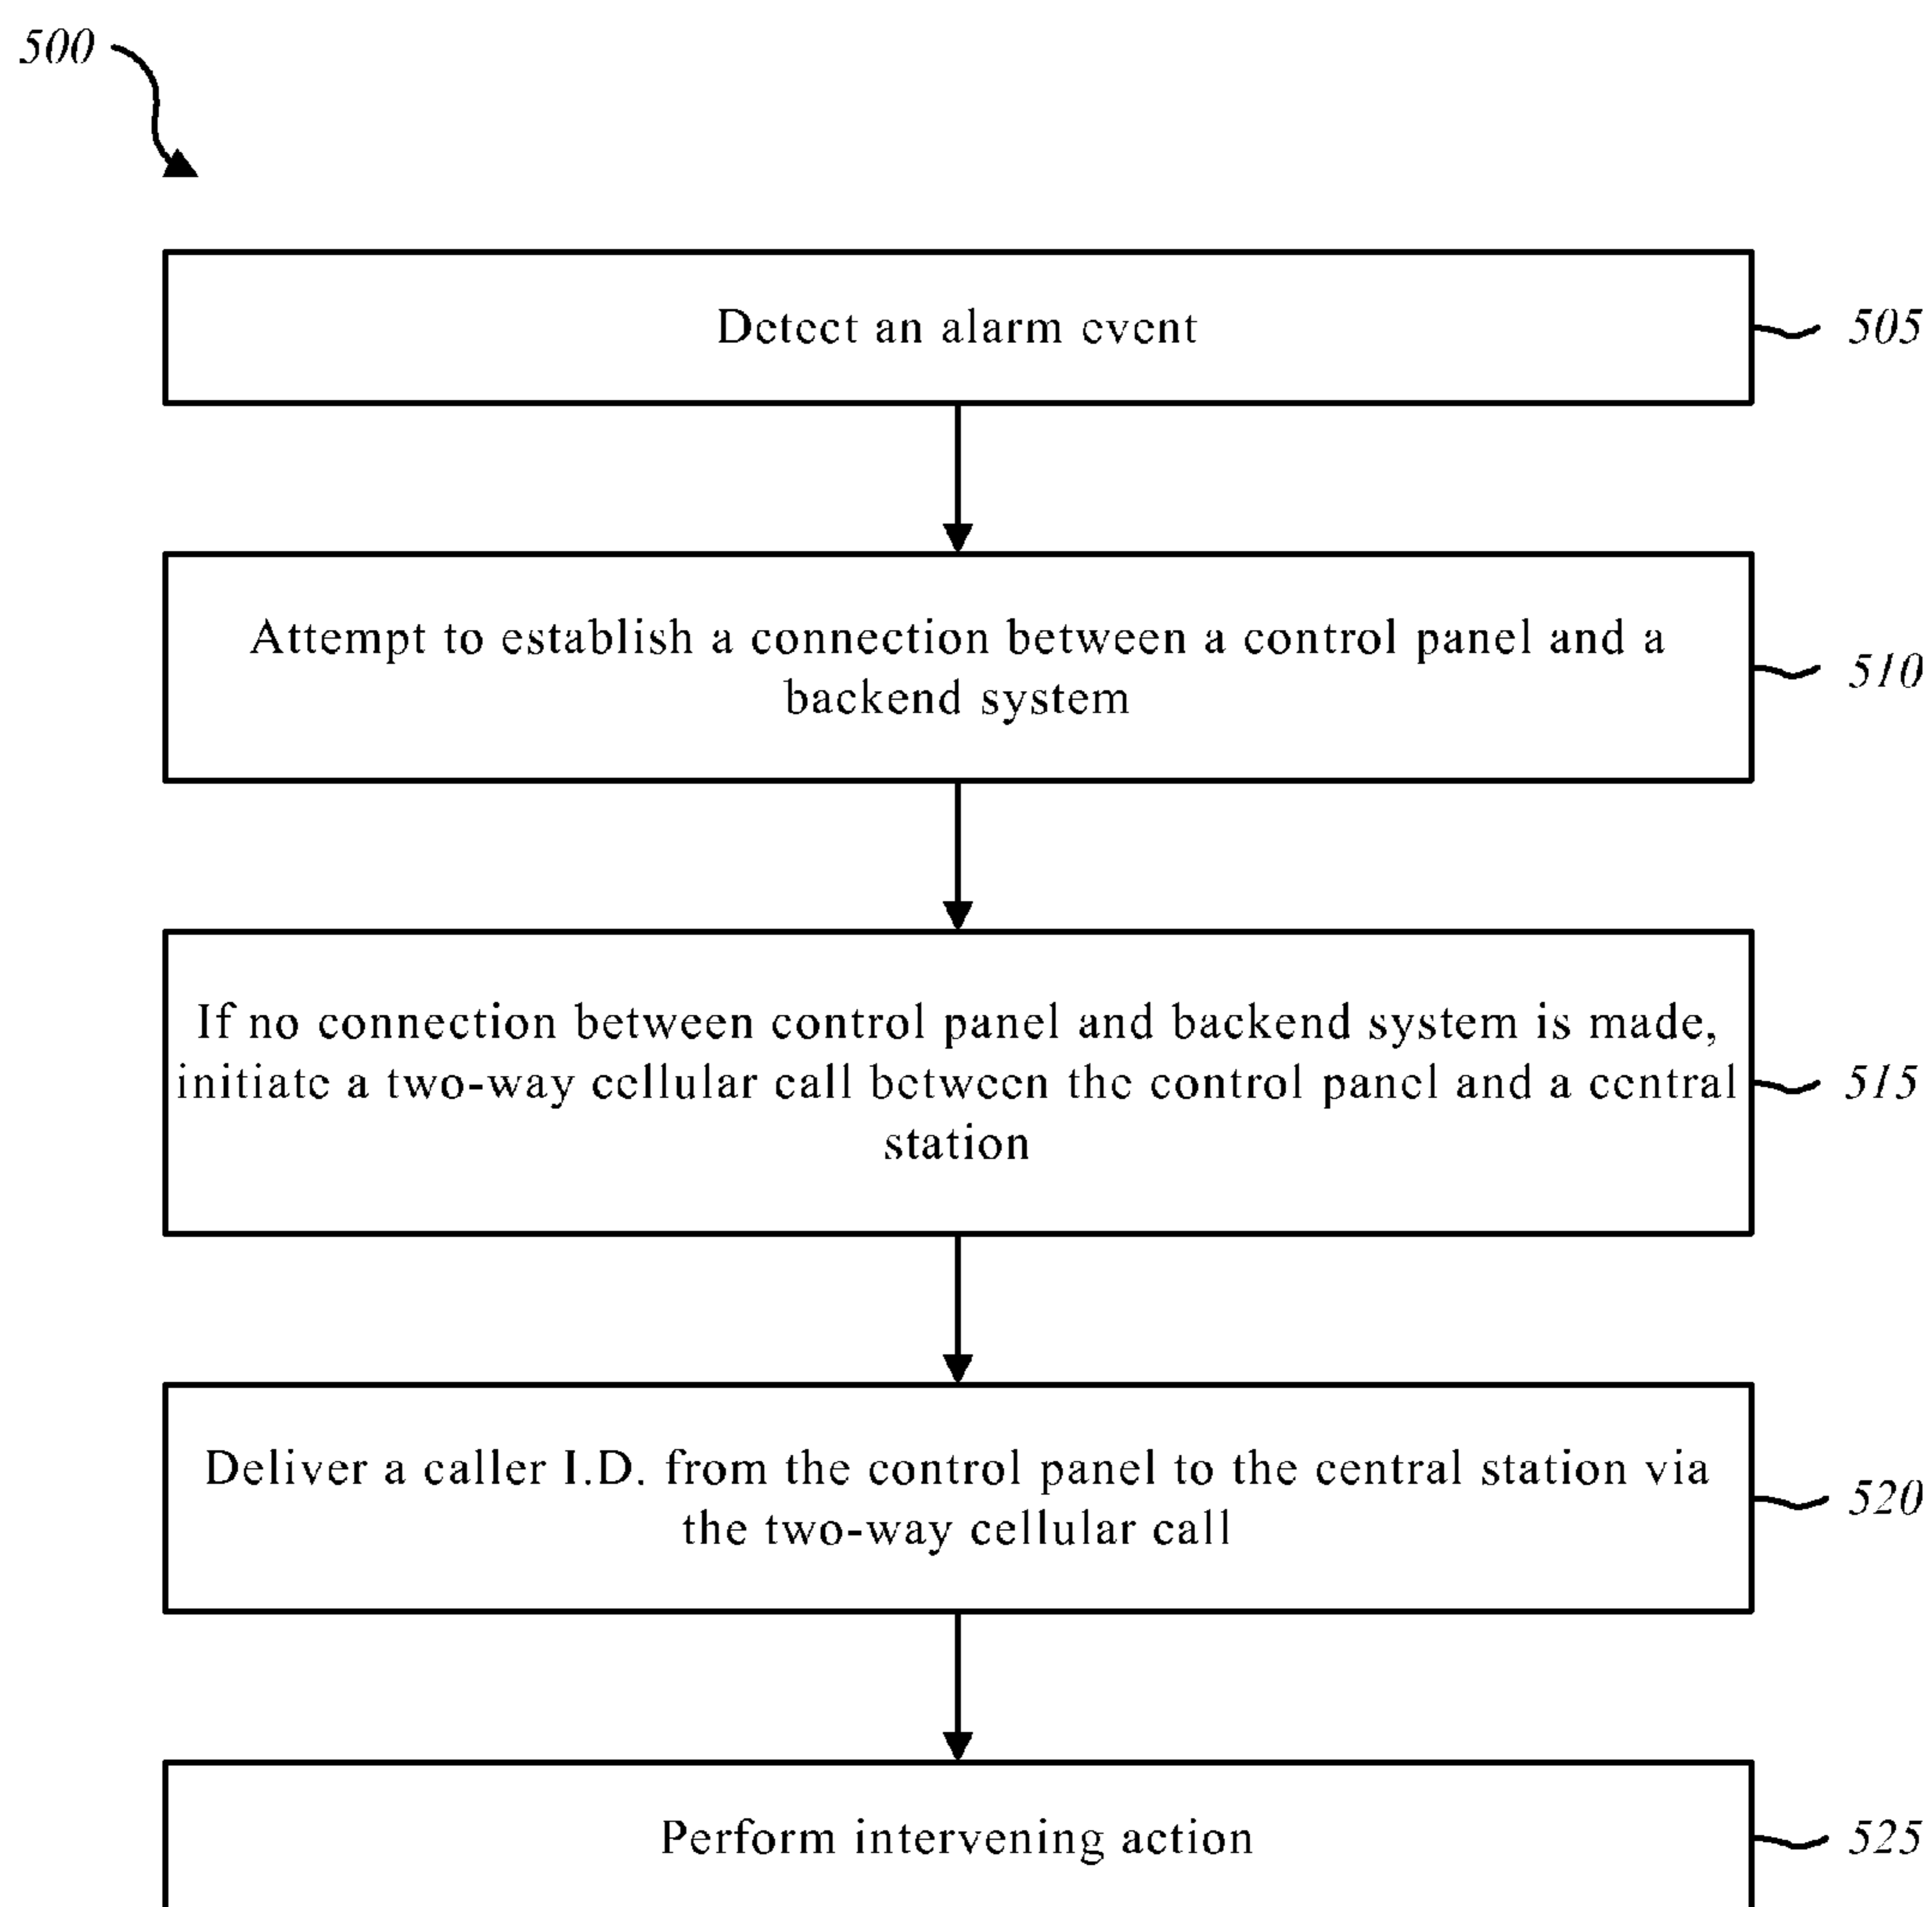 500
Detect an alarm event
505
Attempt to establish a connection between a control panel and a
backend system
510
If no connection between control panel and backend system is made,
initiate a two-way cellular call between the control panel and a central
station
515
Deliver a caller I.D. from the control panel to the central station via
the two-way cellular call
520
Perform intervening action
525